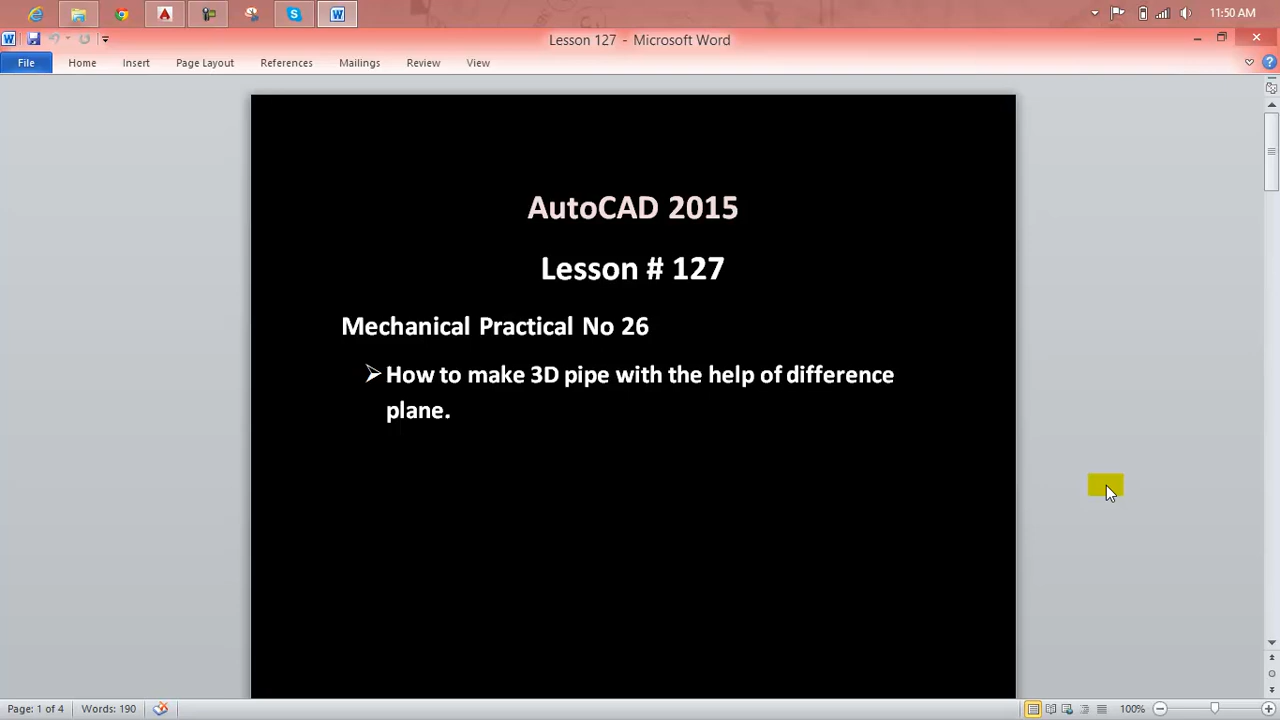 11:50 AM
Lesson 127 - Microsoft Word
File Home Insert Page Layout References Mailings Review View
AutoCAD 2015
Lesson # 127
Mechanical Practical No 26
How to make 3D pipe with the help of difference
plane.
Page: 1 of 4 Words: 190 100%